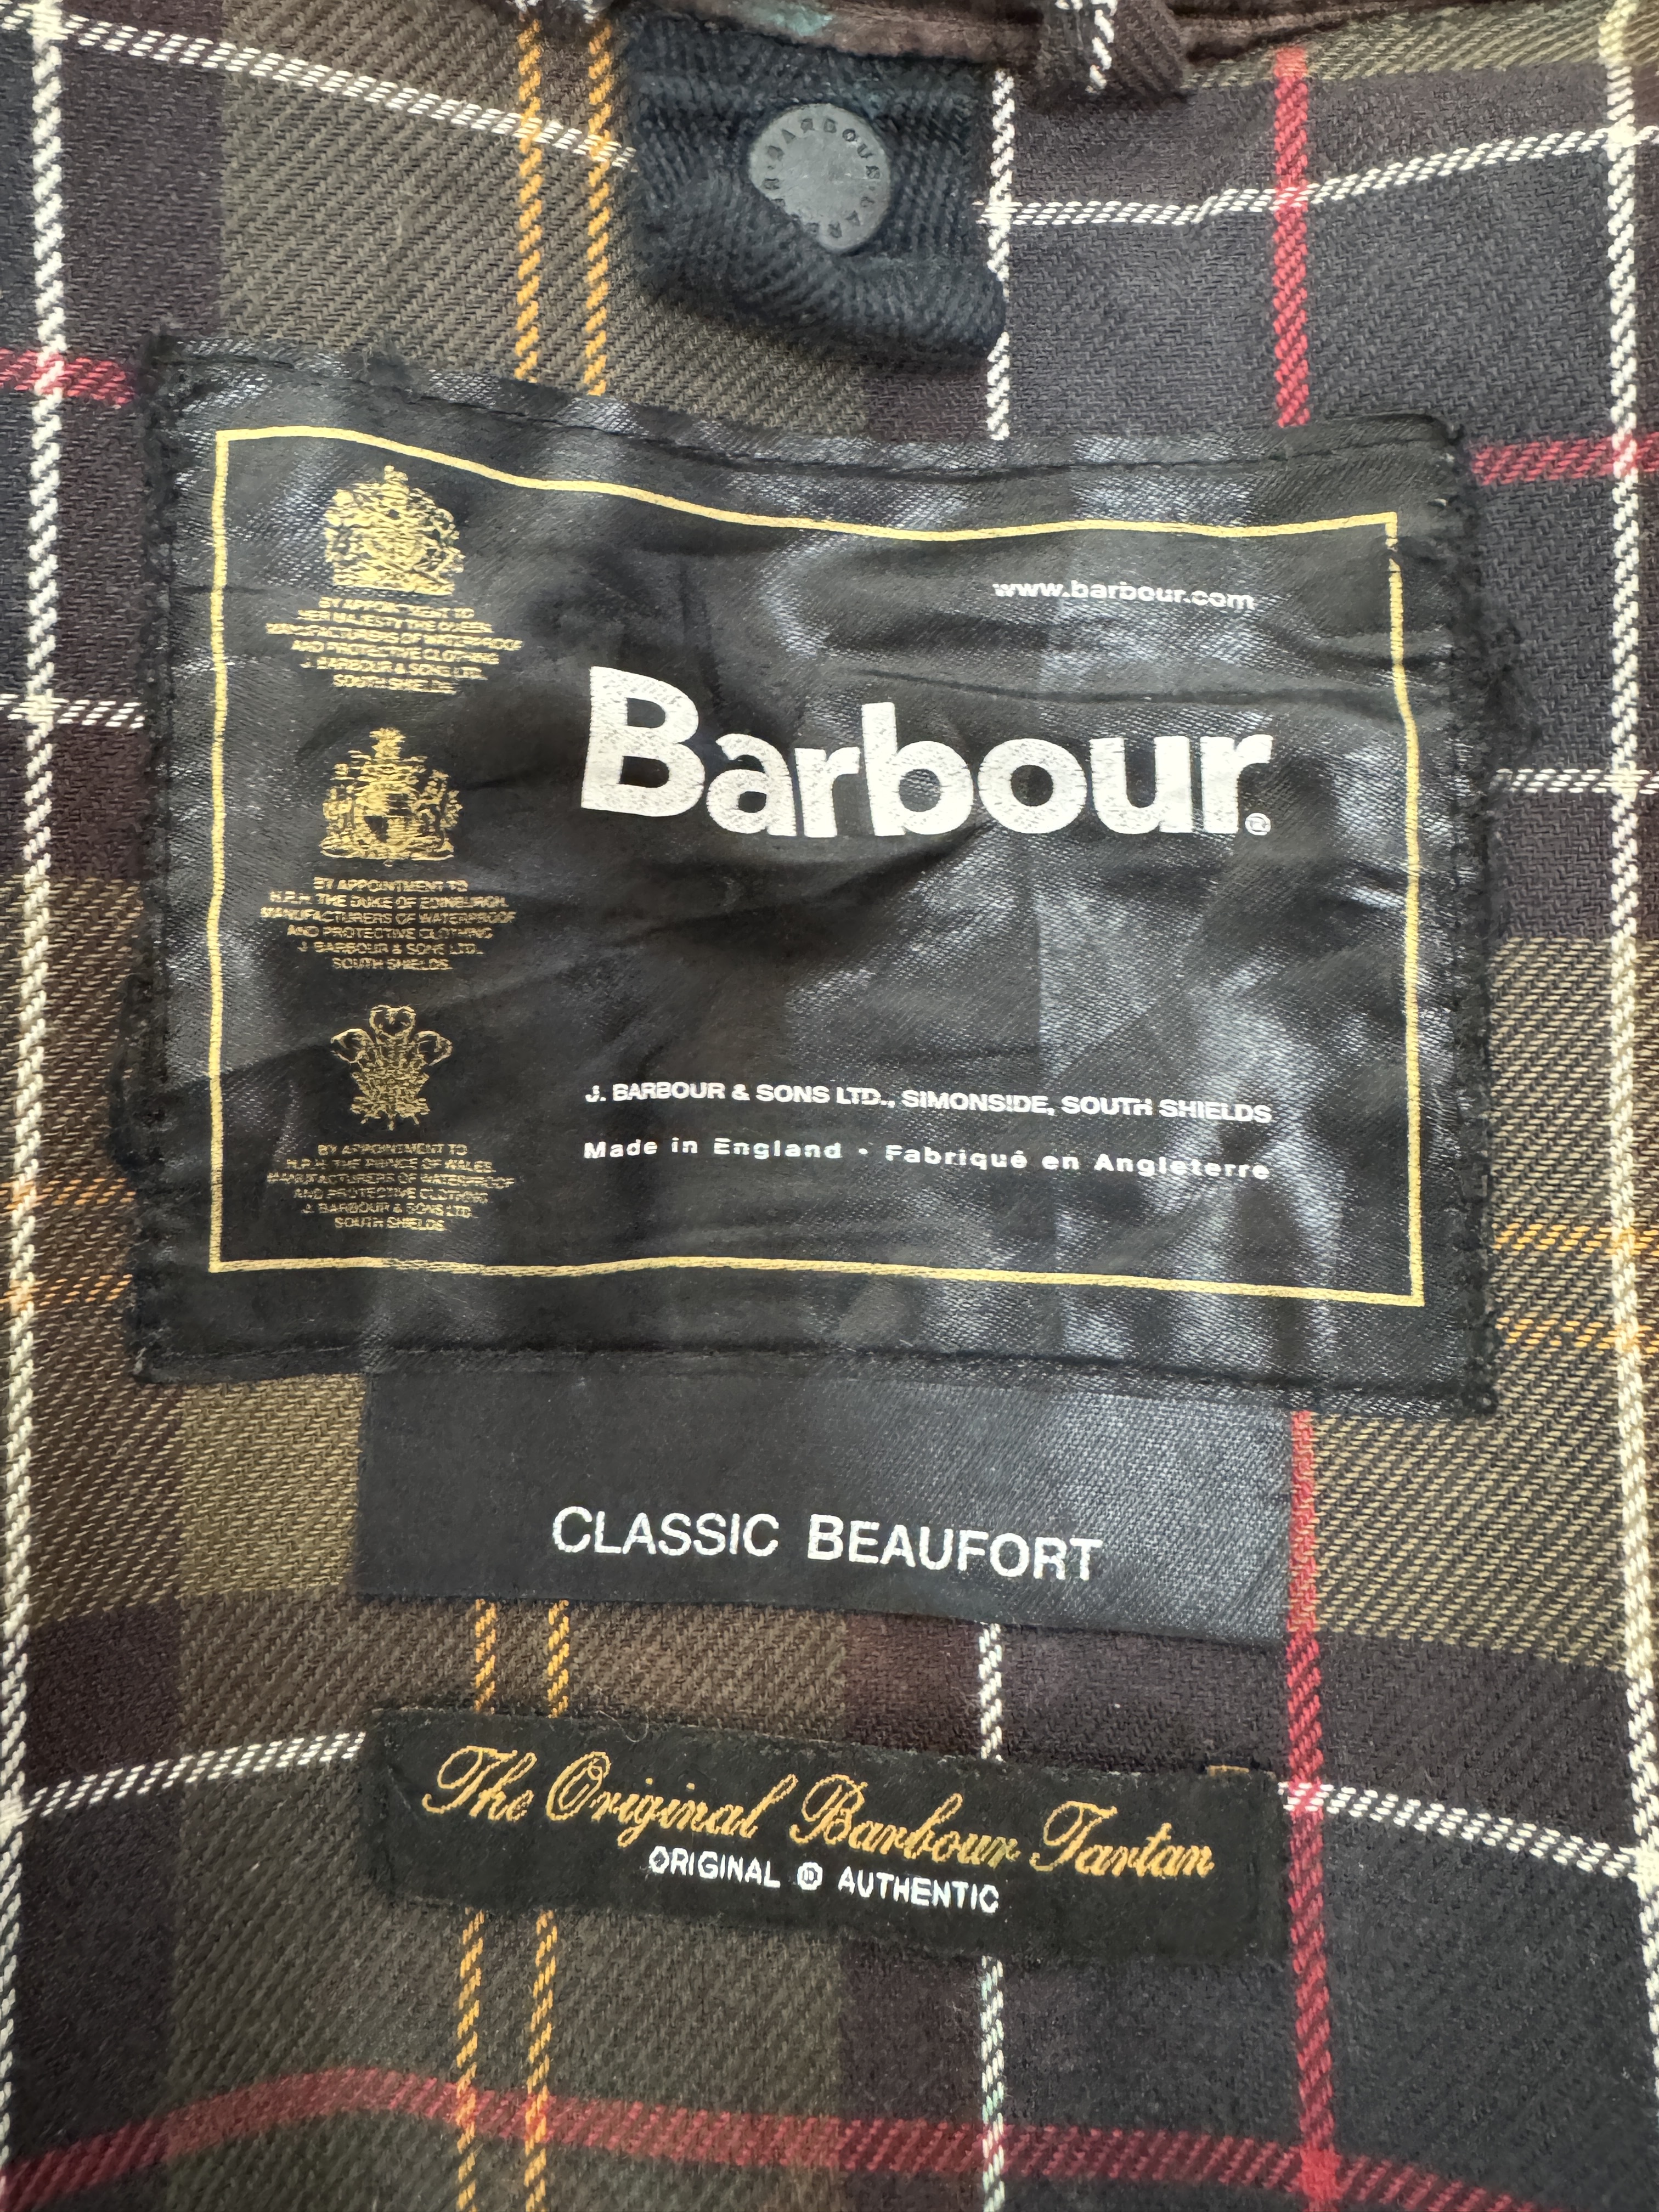 BARBOUR
www.barbour.com
Barbour®
BY APPOINTMENT TO
HER MAJESTY THE QUEEN
MANUFACTURERS OF WATERPROOF
AND PROTECTIVE CLOTHING
J. BARBOUR & SONS LTD.
SOUTH SHIELDS.
BY APPOINTMENT TO
H.R.H. THE DUKE OF EDINBURGH.
MANUFACTURERS OF WATERPROOF
AND PROTECTIVE CLOTHING
J. BARBOUR & SONS LTD.
SOUTH SHIELDS.
BY APPOINTMENT TO
H.R.H. THE PRINCE OF WALES.
MANUFACTURERS OF WATERPROOF
AND PROTECTIVE CLOTHING
J. BARBOUR & SONS LTD.
SOUTH SHIELDS.
J. BARBOUR & SONS LTD., SIMONSIDE, SOUTH SHIELDS.
Made in England • Fabriqué en Angleterre
CLASSIC BEAUFORT
The Original Barbour Tartan
ORIGINAL AUTHENTIC